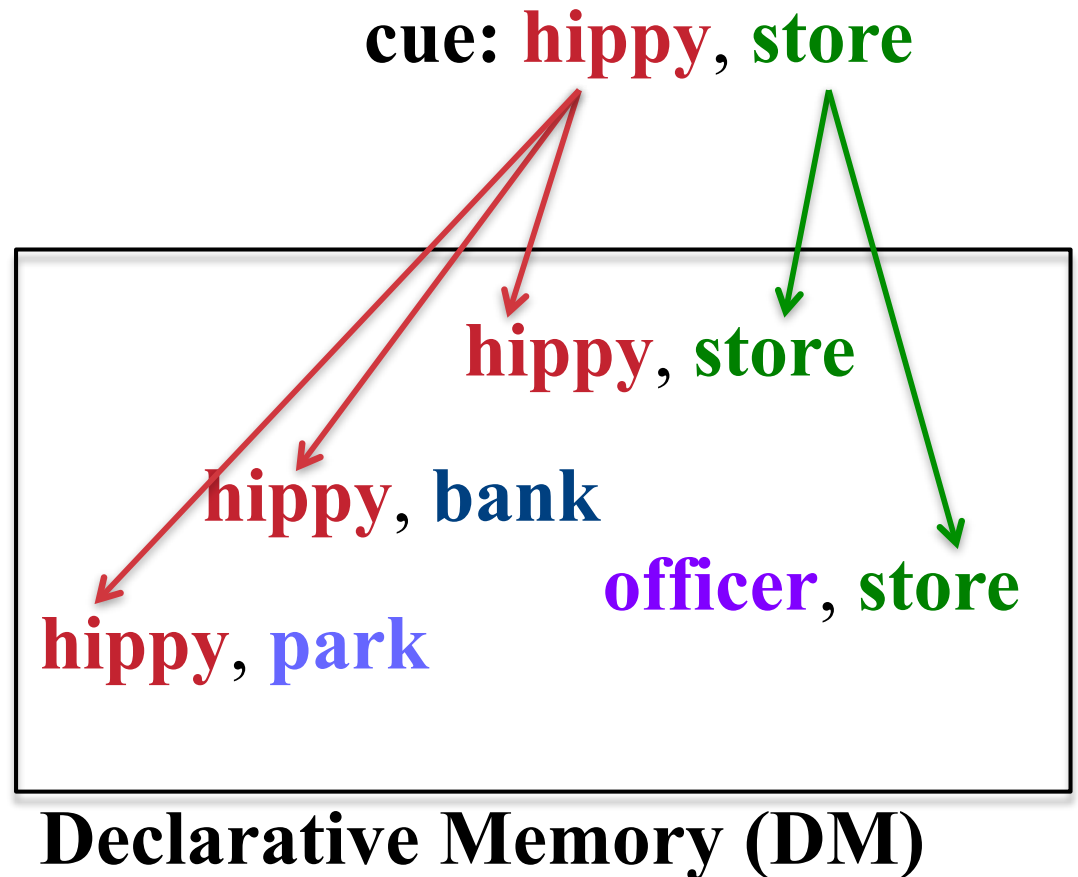 cue: hippy, store
hippy, store
hippy, bank
officer, store
hippy, park
Declarative Memory (DM)